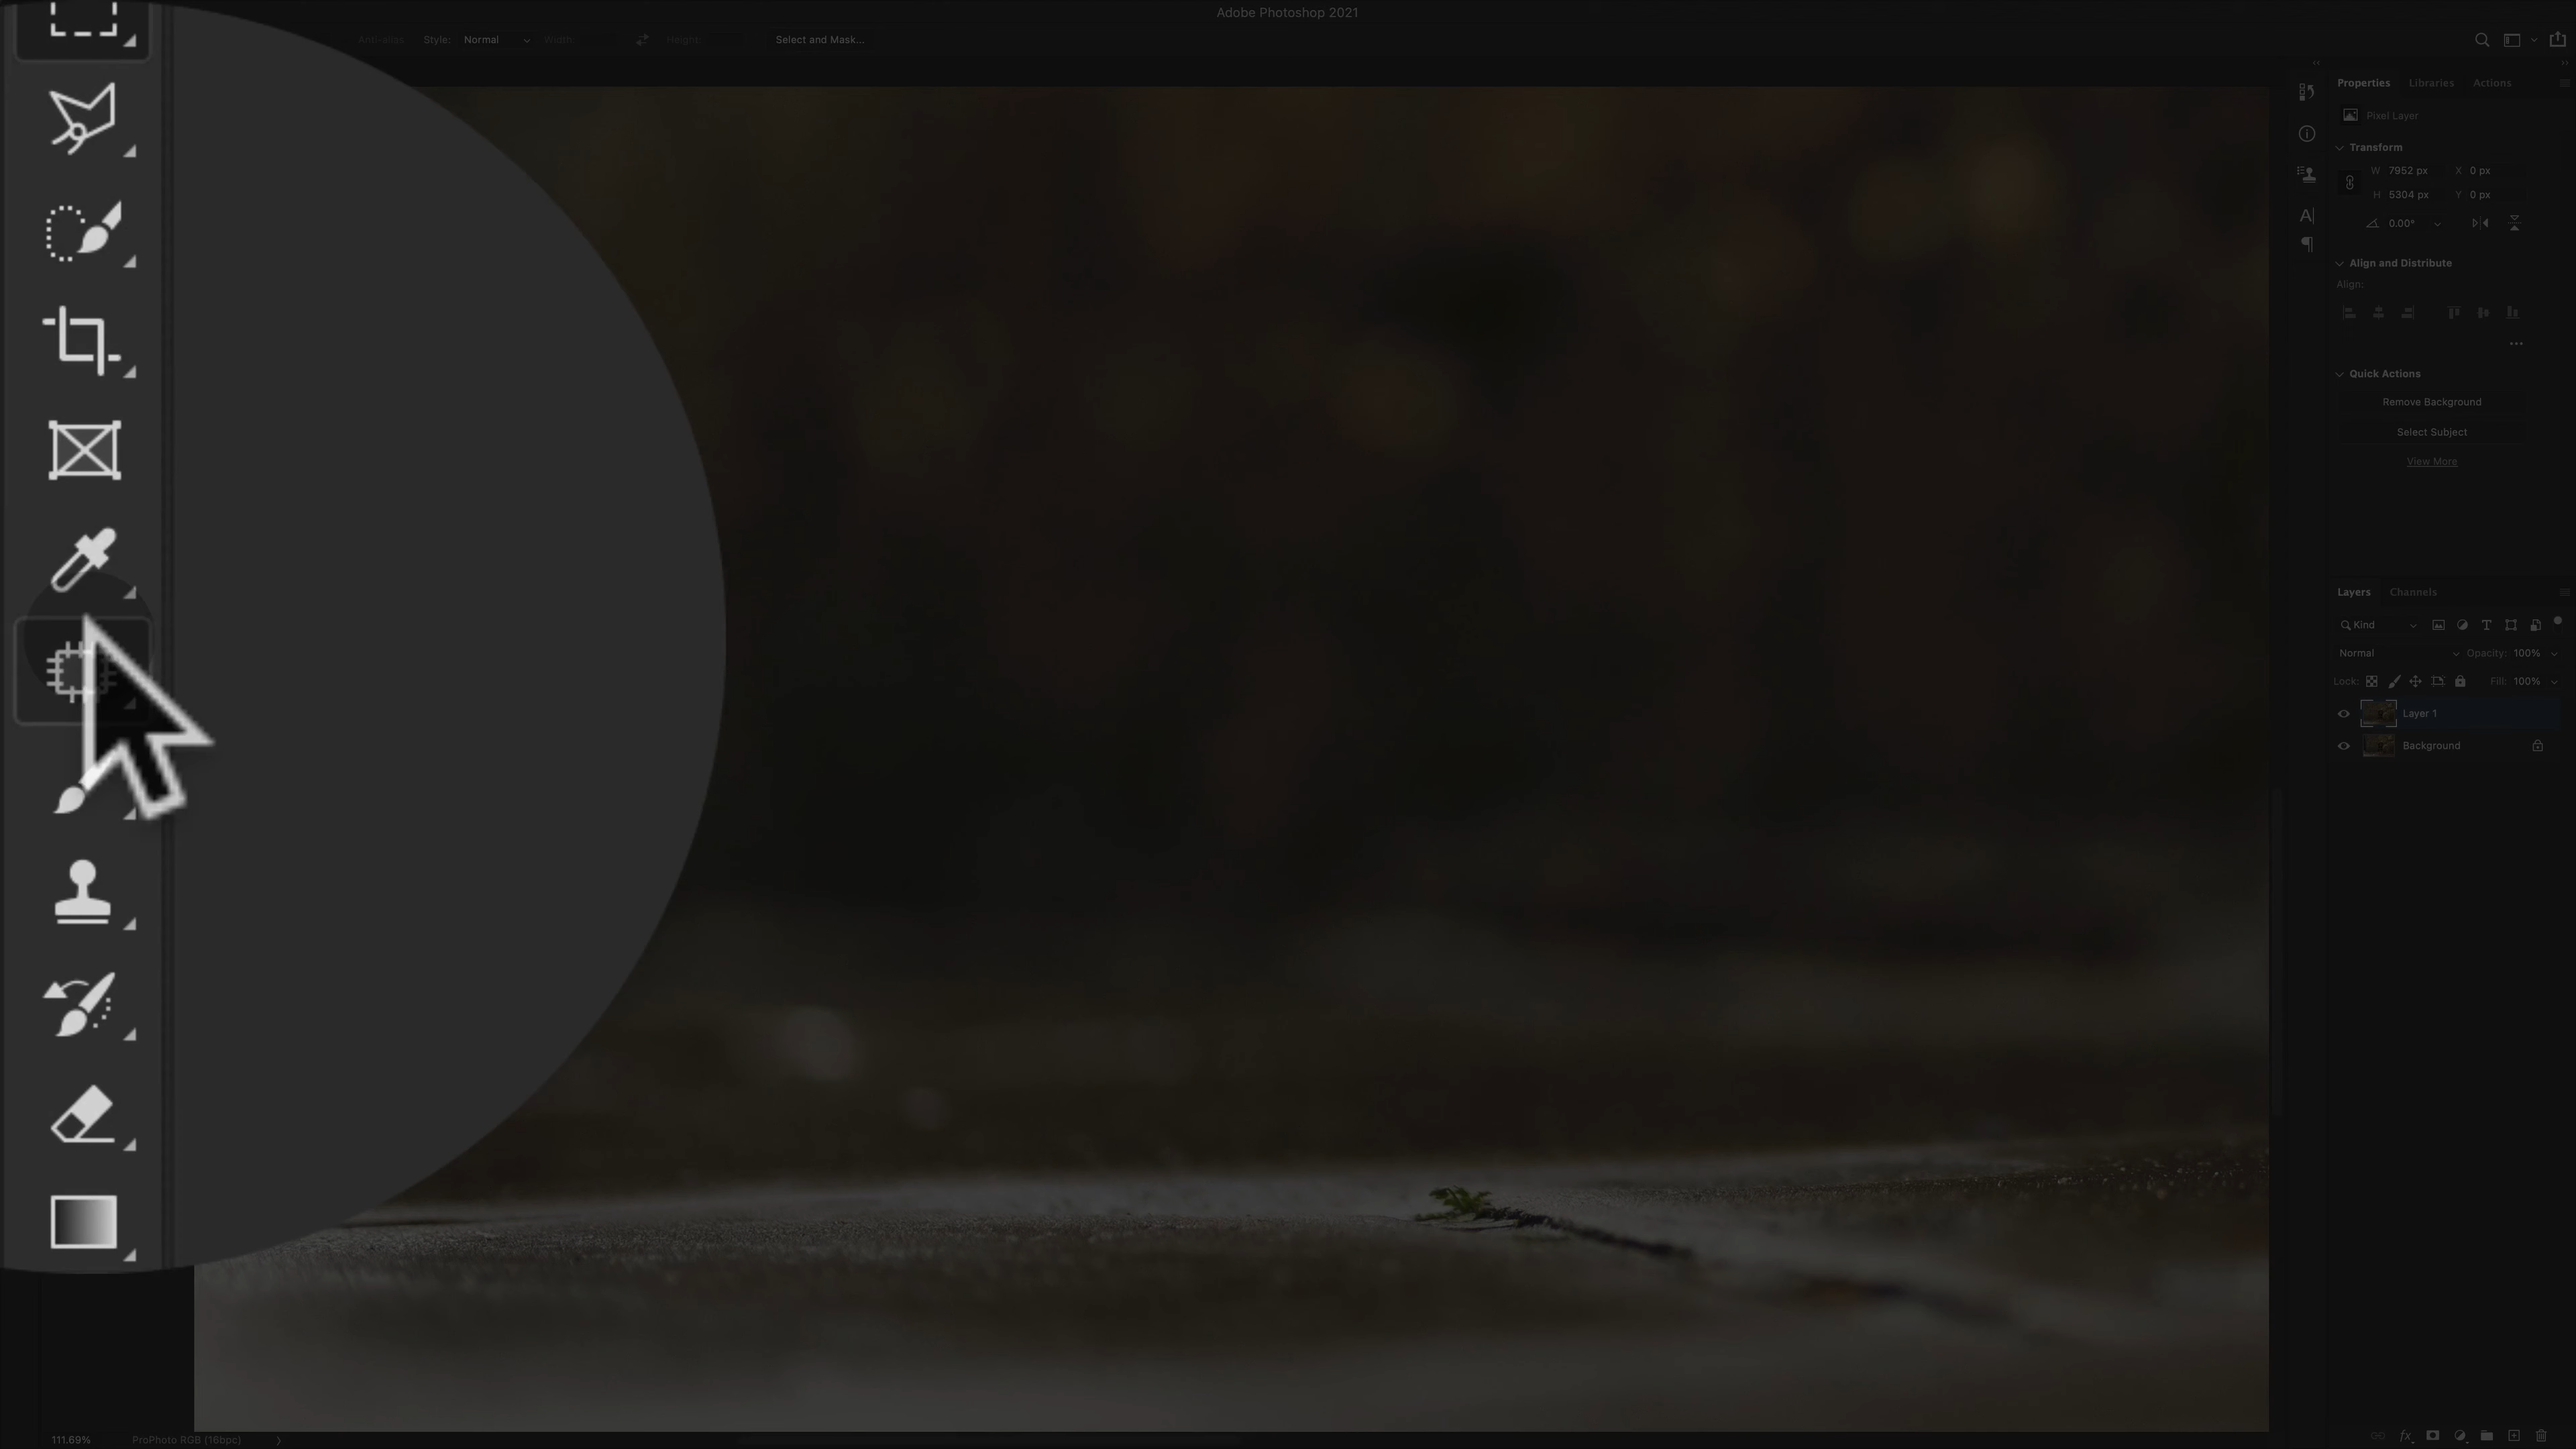 Adobe Photoshop 2021
Anti-alias Style: Normal Width: Height: Select and Mask...
Properties Libraries Actions
Pixel Layer
Transform
W 7952 px X 0 px
H 5304 px Y 0 px
0.00°
Align and Distribute
Align:
Quick Actions
Remove Background
Select Subject
View More
Layers Channels
Kind
Normal Opacity: 100%
Lock: Fill: 100%
Layer 1
Background
111.69% ProPhoto RGB (16bpc)
fx